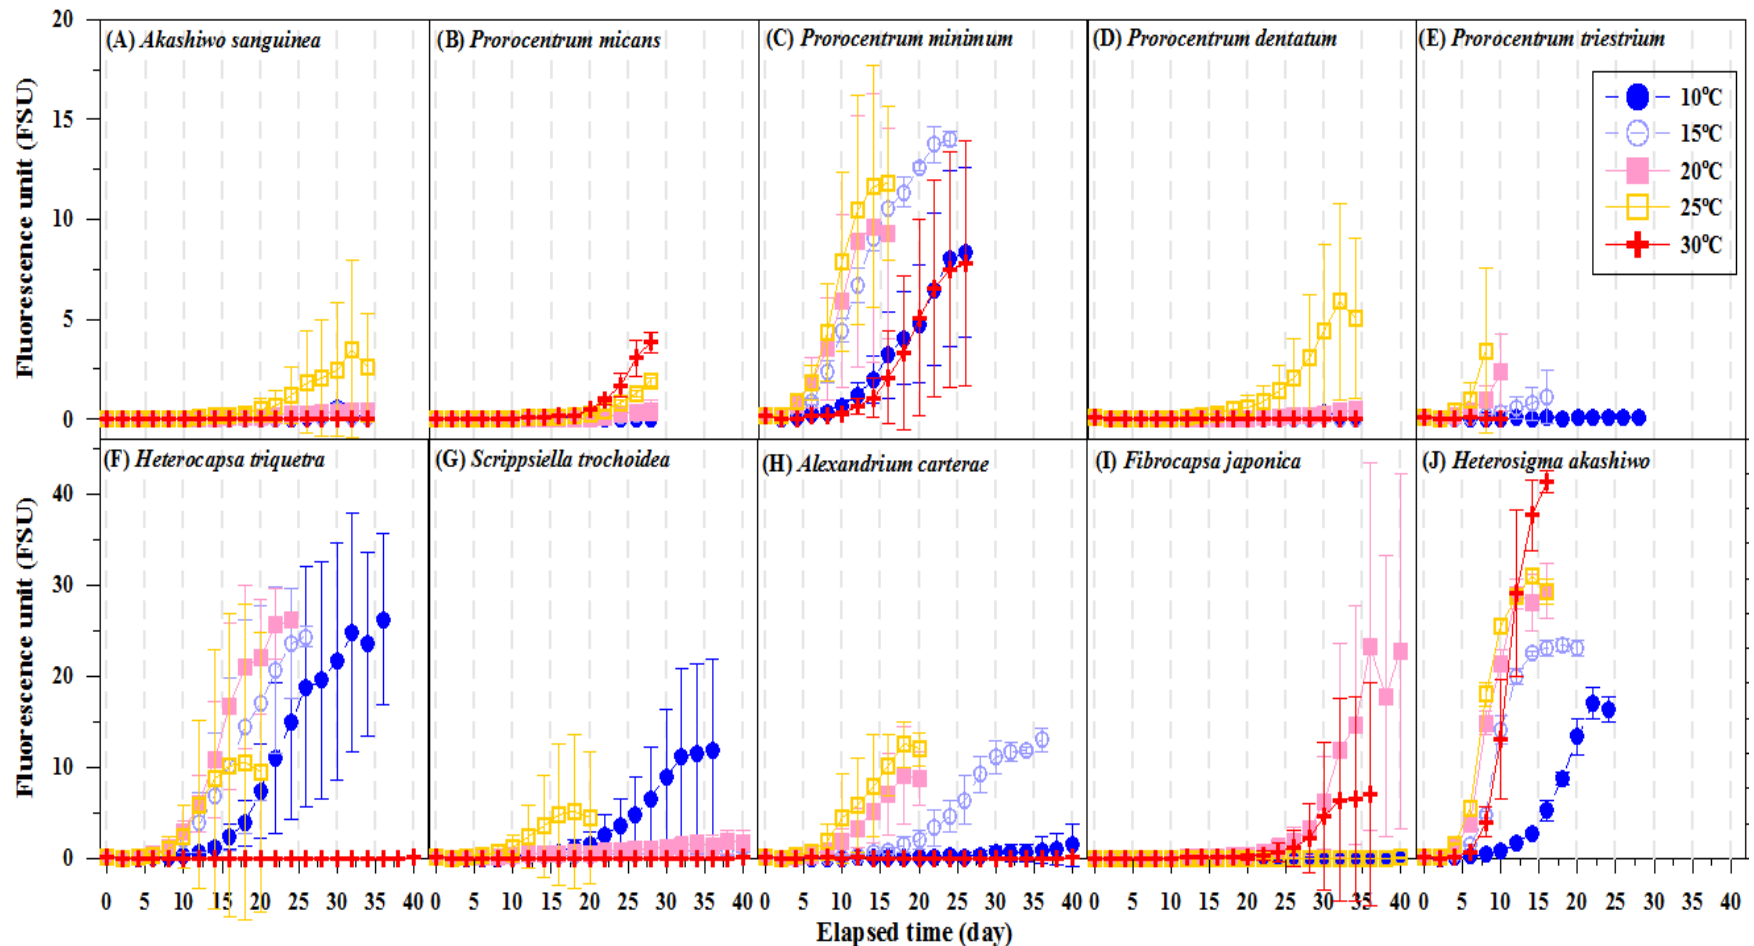 20
15
10
5
0
Fluorescence unit (FSU)
(A) Akashiwo sanguinea
(B) Prorocentrum micans
(C) Prorocentrum minimum
(D) Prorocentrum dentatum
(E) Prorocentrum triestrium
10°C
15°C
20°C
25°C
30°C
40
30
20
10
0
Fluorescence unit (FSU)
(F) Heterocapsa triquetra
(G) Scrippsiella trochoidea
(H) Alexandrium carterae
(I) Fibrocapsa japonica
(J) Heterosigma akashiwo
0 5 10 15 20 25 30 35 40 0 5 10 15 20 25 30 35 40 0 5 10 15 20 25 30 35 40 0 5 10 15 20 25 30 35 40 0 5 10 15 20 25 30 35 40
Elapsed time (day)